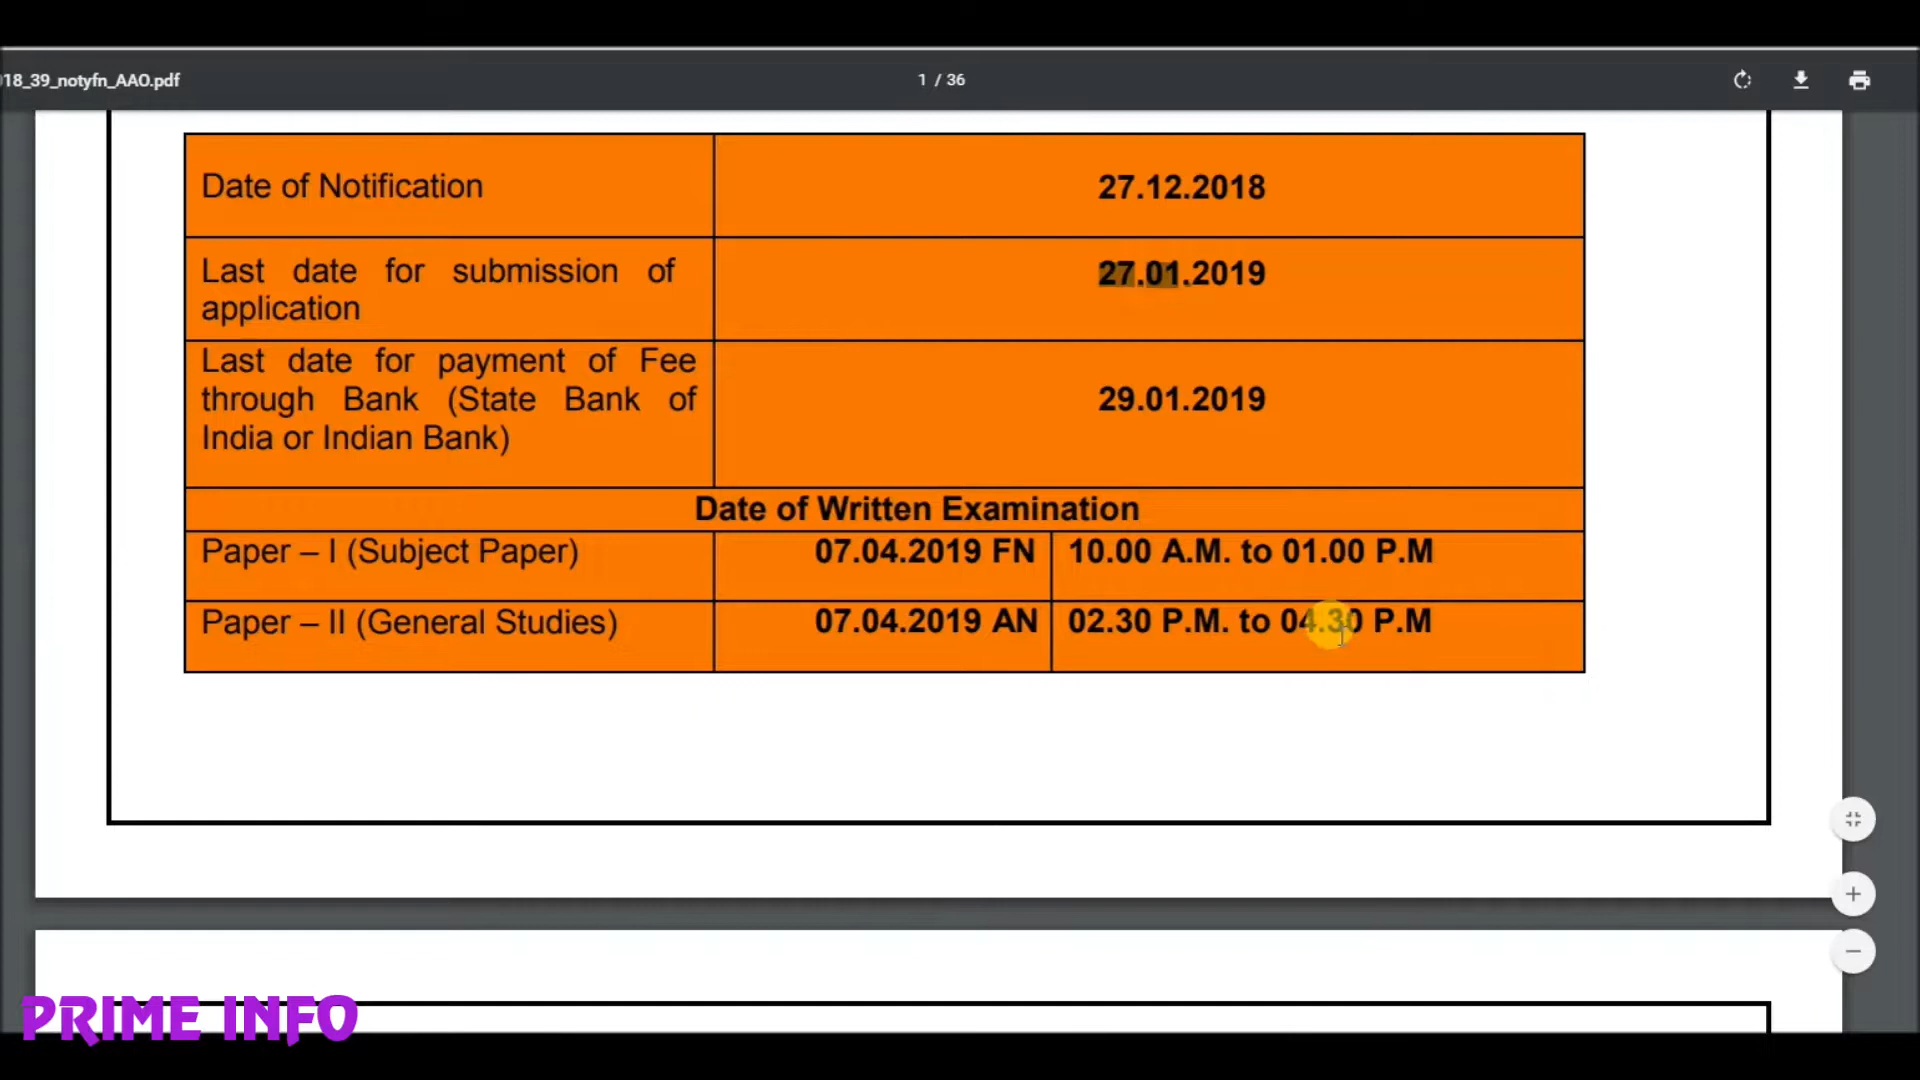 18_39_notyfn_AAO.pdf
1 / 36
Date of Notification
27.12.2018
Last date for submission of
application
27.01.2019
Last date for payment of Fee
through Bank (State Bank of
India or Indian Bank)
29.01.2019
Date of Written Examination
Paper – I (Subject Paper)
07.04.2019 FN
10.00 A.M. to 01.00 P.M
Paper – II (General Studies)
07.04.2019 AN
02.30 P.M. to 04.30 P.M
PRIME INFO